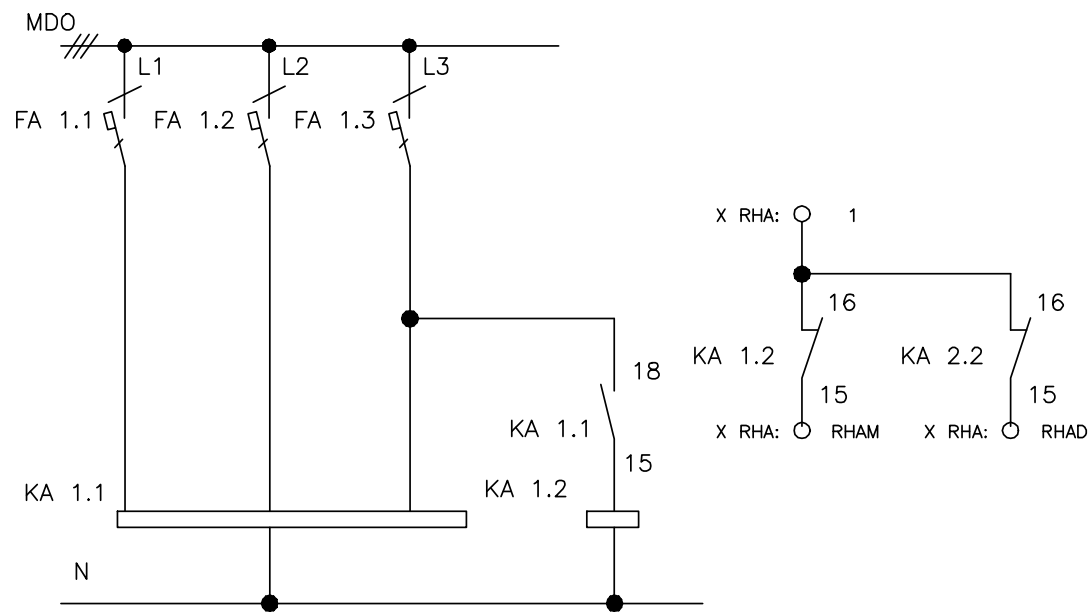 MDO
L1 L2 L3
FA 1.1 FA 1.2 FA 1.3
X RHA: 1
16 16
KA 1.2 KA 2.2
18
15 15
KA 1.1
X RHA: RHAM X RHA: RHAD
15
KA 1.1 KA 1.2
N